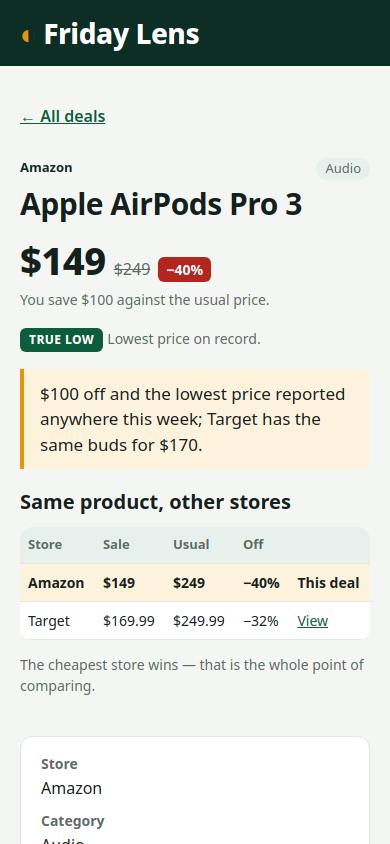 Friday Lens
← All deals
Amazon
Audio
Apple AirPods Pro 3
$149 $249 −40%
You save $100 against the usual price.
TRUE LOW Lowest price on record.
$100 off and the lowest price reported
anywhere this week; Target has the
same buds for $170.
Same product, other stores
Store Sale Usual Off
Amazon $149 $249 −40% This deal
Target $169.99 $249.99 −32% View
The cheapest store wins — that is the whole point of
comparing.
Store
Amazon
Category
Audio